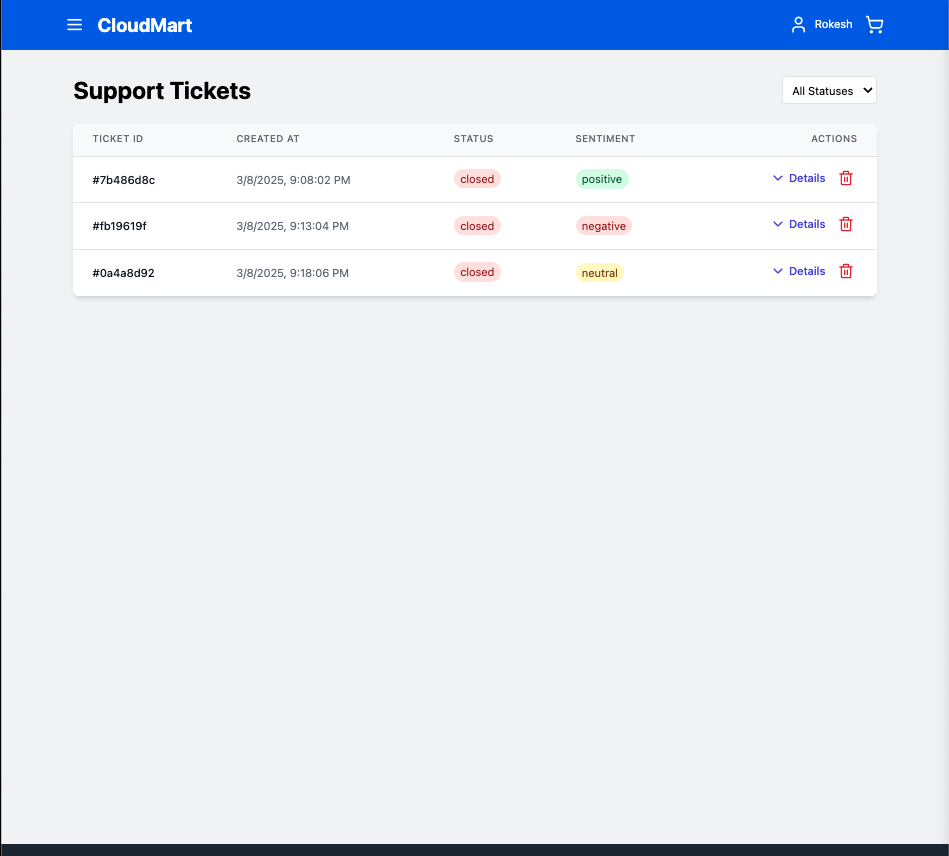 CloudMart Rokesh
Support Tickets All Statuses
TICKET ID CREATED AT STATUS SENTIMENT ACTIONS
#7b486d8c 3/8/2025, 9:08:02 PM closed positive Details
#fb19619f 3/8/2025, 9:13:04 PM closed negative Details
#0a4a8d92 3/8/2025, 9:18:06 PM closed neutral Details